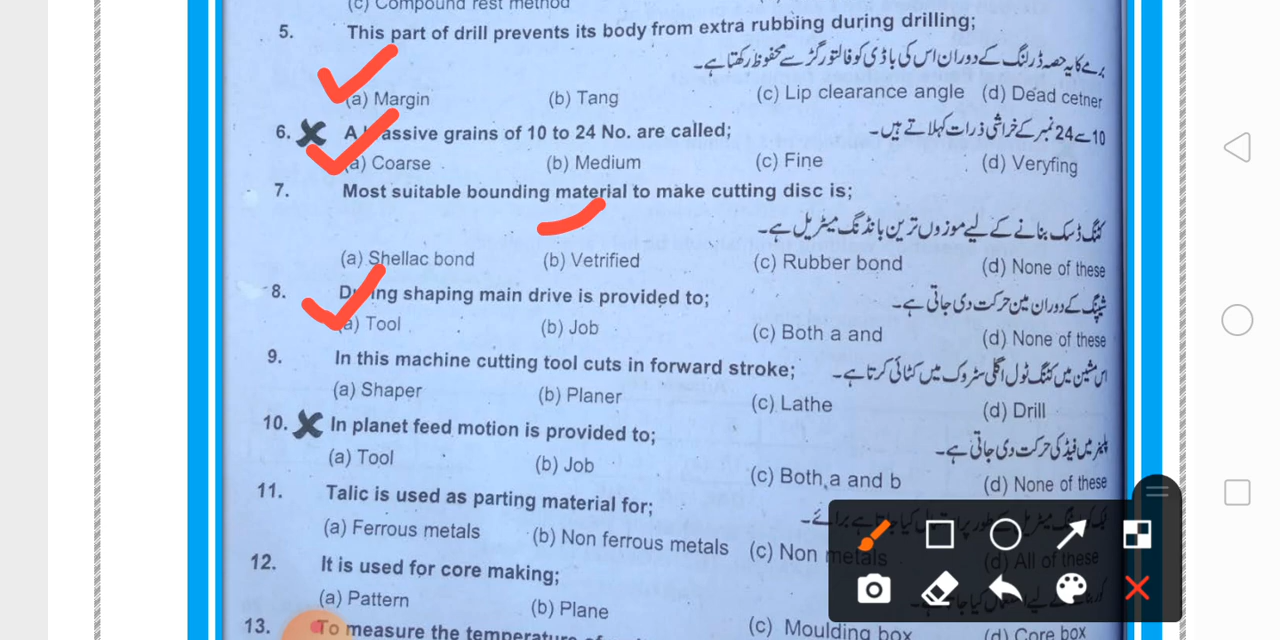 (c) Compound rest method
5. This part of drill prevents its body from extra rubbing during drilling;
برمے کا یہ حصہ ڈرلنگ کے دوران اس کی باڈی کو فالتو رگڑ سے محفوظ رکھتا ہے۔
(a) Margin (b) Tang (c) Lip clearance angle (d) Dead cetner
6. A assive grains of 10 to 24 No. are called; 10 سے 24 نمبر کے خراشی ذرات کہلاتے ہیں۔
a) Coarse (b) Medium (c) Fine (d) Veryfing
7. Most suitable bounding material to make cutting disc is;
کٹنگ ڈسک بنانے کے لیے موزوں ترین بانڈنگ میٹریل ہے۔
(a) Shellac bond (b) Vetrified (c) Rubber bond (d) None of these
8. D ing shaping main drive is provided to; شیپنگ کے دوران مین حرکت دی جاتی ہے۔
a) Tool (b) Job (c) Both a and (d) None of these
9. In this machine cutting tool cuts in forward stroke; اس مشین میں کٹنگ ٹول اگلی سٹروک میں کٹائی کرتا ہے۔
(a) Shaper (b) Planer (c) Lathe (d) Drill
10. In planet feed motion is provided to; پلینر میں فیڈ کی حرکت دی جاتی ہے۔
(a) Tool (b) Job (c) Both a and b (d) None of these
11. Talic is used as parting material for;
(a) Ferrous metals (b) Non ferrous metals (c) Non metals (d) All of these
12. It is used for core making;
(a) Pattern (b) Plane (c) Moulding box (d) Core box
13. To measure the temperature